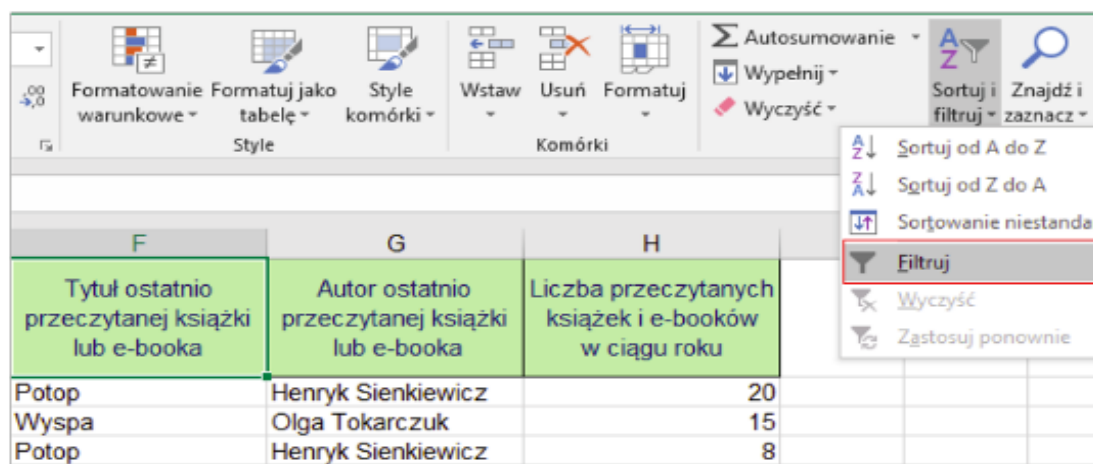 Formatowanie warunkowe
Formatuj jako tabelę
Style komórki
Style
Wstaw
Usuń
Formatuj
Komórki
Autosumowanie
Wypełnij
Wyczyść
Sortuj i filtruj
Znajdź i zaznacz
Sortuj od A do Z
Sortuj od Z do A
Sortowanie niestanda
Filtruj
Wyczyść
Zastosuj ponownie
F G H
Tytuł ostatnio
przeczytanej książki
lub e-booka
Autor ostatnio
przeczytanej książki
lub e-booka
Liczba przeczytanych
książek i e-booków
w ciągu roku
Potop Henryk Sienkiewicz 20
Wyspa Olga Tokarczuk 15
Potop Henryk Sienkiewicz 8